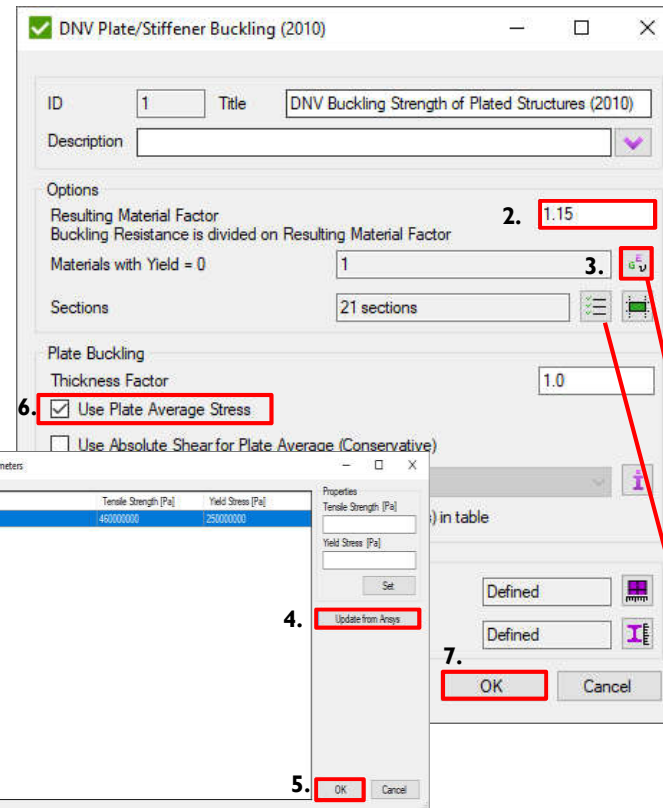 DNV Plate/Stiffener Buckling (2010)
ID 1 Title DNV Buckling Strength of Plated Structures (2010)
Description
Options
Resulting Material Factor 2. 1.15
Buckling Resistance is divided on Resulting Material Factor
Materials with Yield = 0 1 3. G E ν
Sections 21 sections
Plate Buckling
Thickness Factor 1.0
6. Use Plate Average Stress
Use Absolute Shear for Plate Average (Conservative)
i
) in table
Defined
Defined
7.
OK Cancel
meters
Tensile Strength [Pa] Yield Stress [Pa]
460000000 250000000
Properties
Tensile Strength [Pa]
Yield Stress [Pa]
Set
4. Update from Ansys
5. OK Cancel